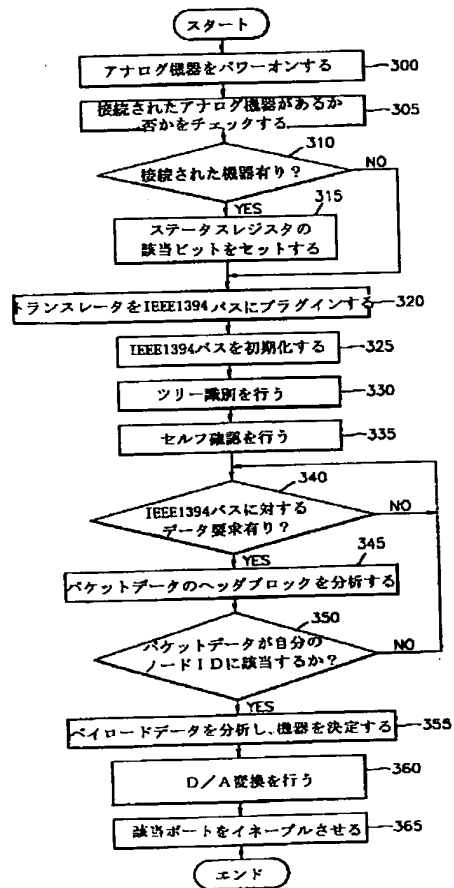 スタート
アナログ機器をパワーオンする
300
接続されたアナログ機器があるか
否かをチェックする
305
310
接続された機器有り？
NO
YES
315
ステータスレジスタの
該当ビットをセットする
トランスレータをIEEE1394バスにプラグインする
320
IEEE1394バスを初期化する
325
ツリー識別を行う
330
セルフ確認を行う
335
340
IEEE1394バスに対する
データ要求有り？
NO
YES
345
パケットデータのヘッダブロックを分析する
350
パケットデータが自分の
ノードIDに該当するか？
NO
YES
ペイロードデータを分析し、機器を決定する
355
D／A変換を行う
360
該当ポートをイネーブルさせる
365
エンド